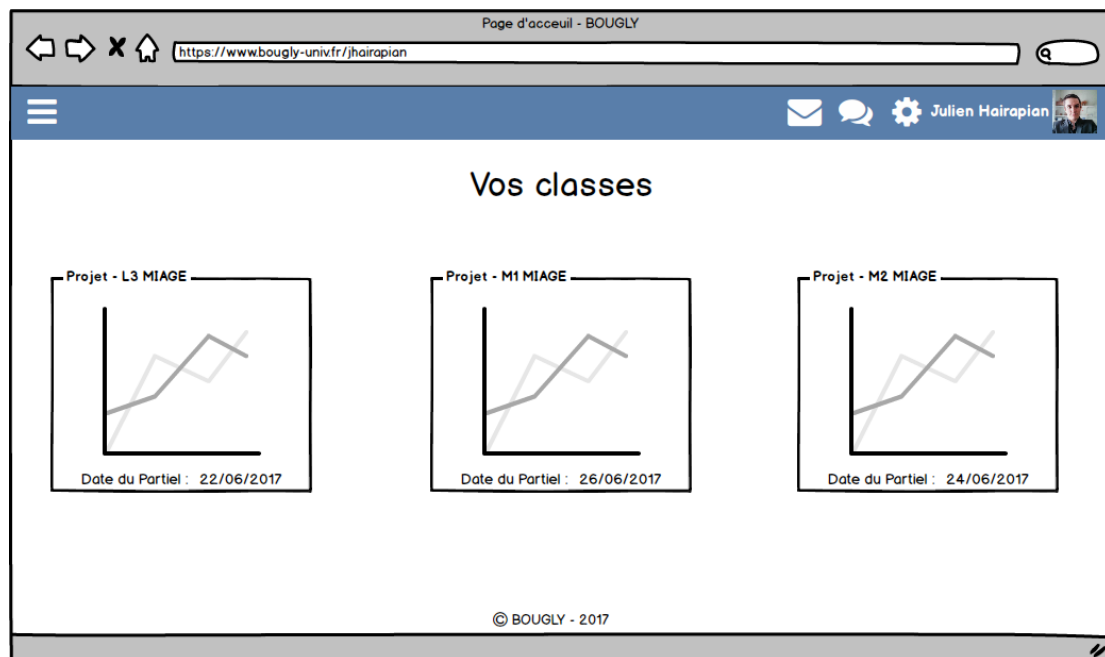 Page d'acceuil - BOUGLY
https://www.bougly-univ.fr/jhairapian
Julien Hairapian
Vos classes
Projet - L3 MIAGE
Date du Partiel : 22/06/2017
Projet - M1 MIAGE
Date du Partiel : 26/06/2017
Projet - M2 MIAGE
Date du Partiel : 24/06/2017
© BOUGLY - 2017